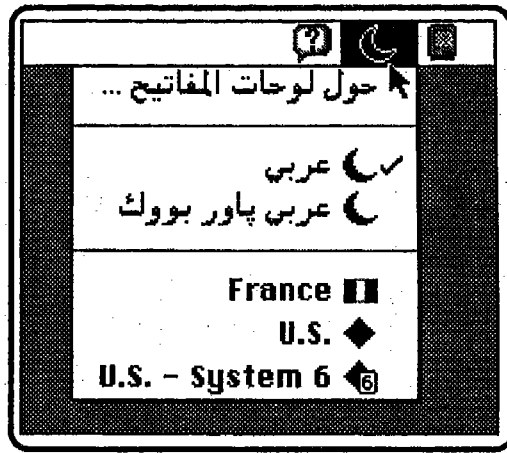 حول لوحات المفاتيح ...
عربي
عربي پاور بووك
France
U.S.
U.S. - System 6